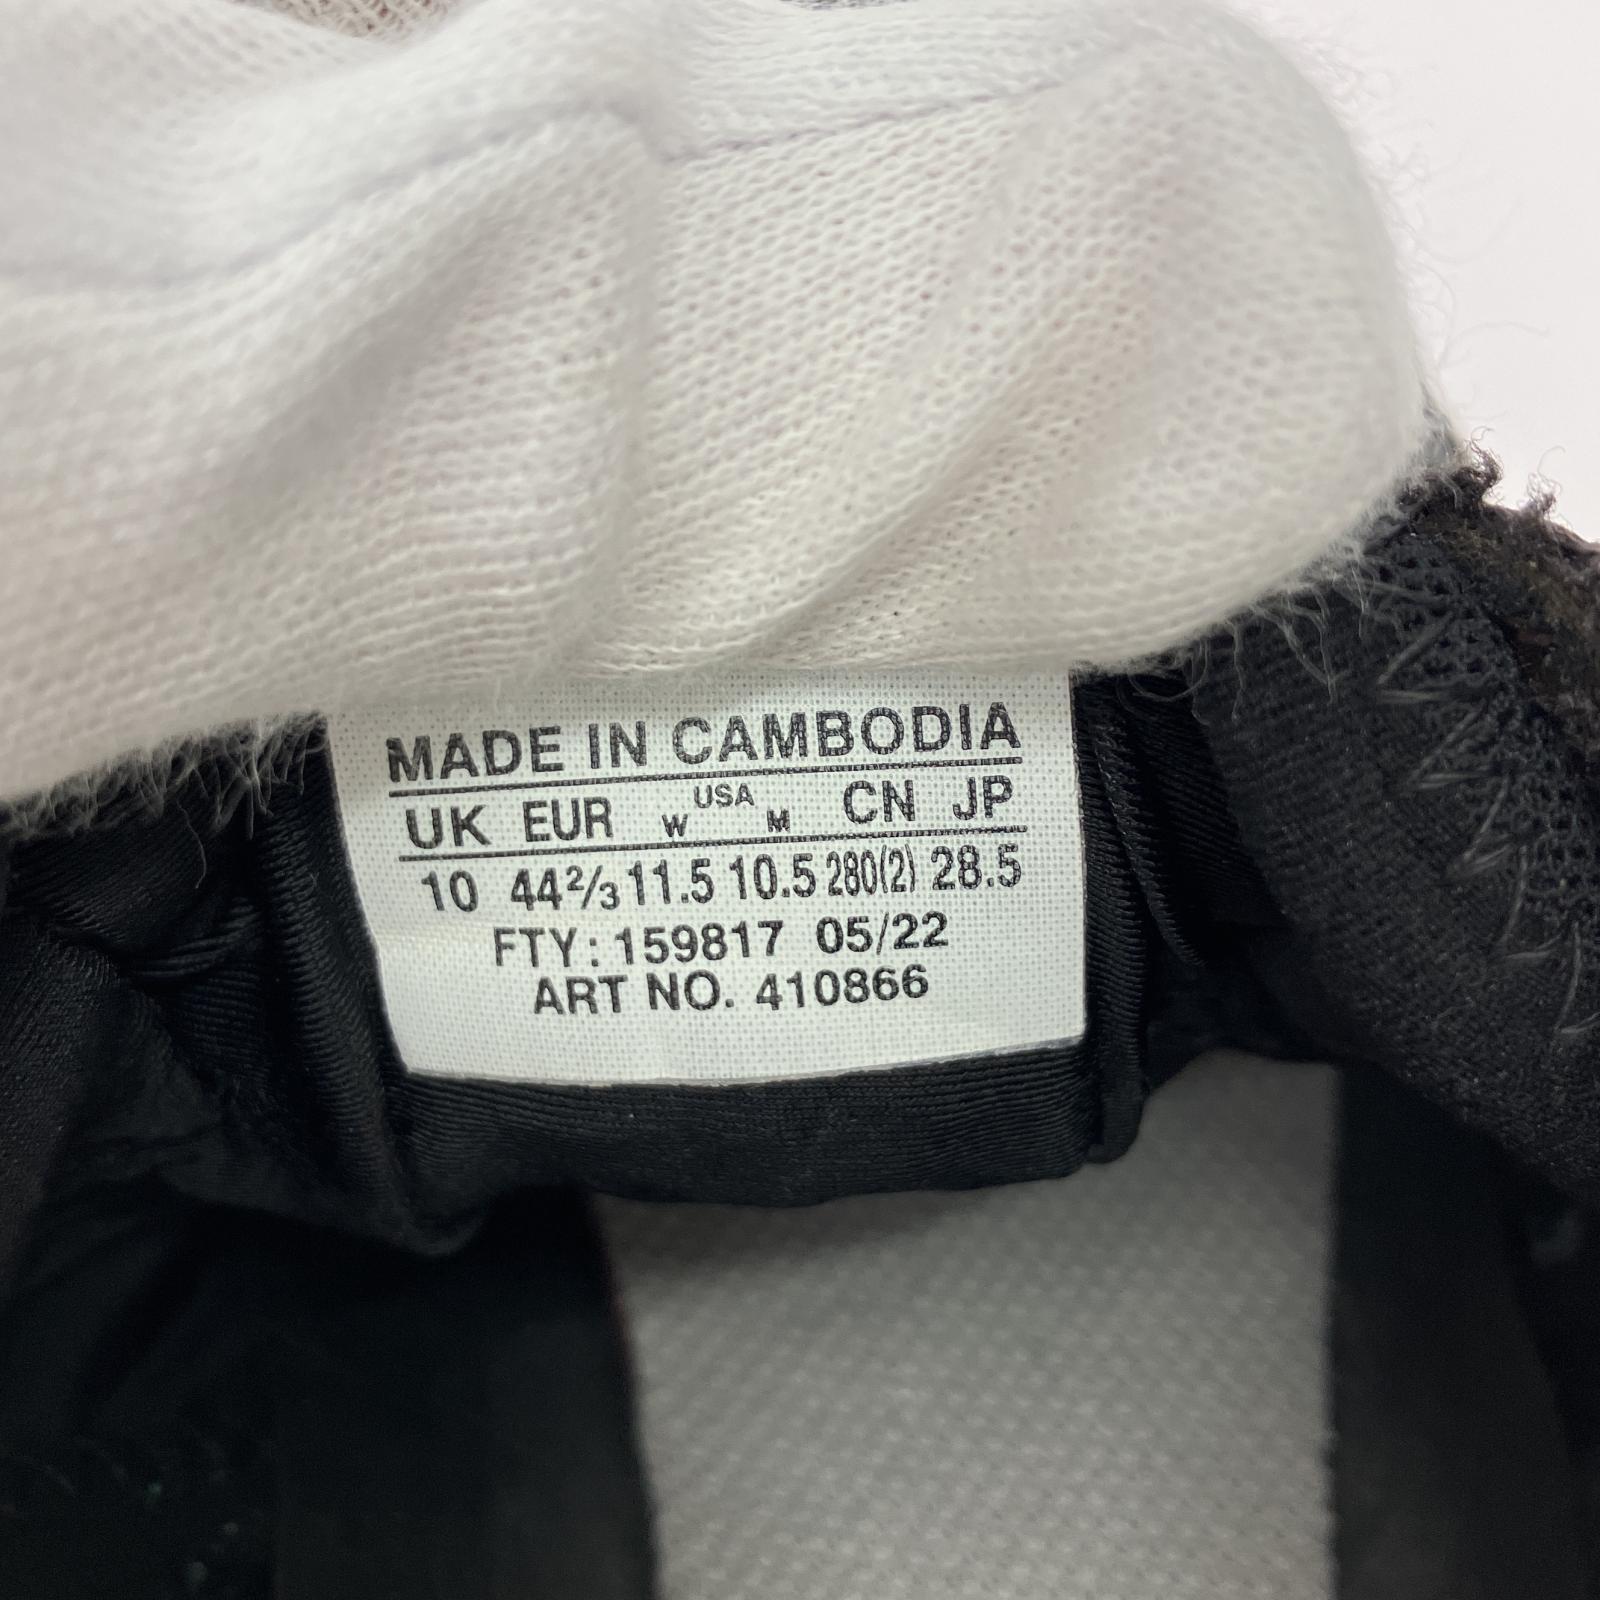 MADE IN CAMBODIA
UK EUR W USA M CN JP
10 44²/₃ 11.5 10.5 280(2) 28.5
FTY: 159817 05/22
ART NO. 410866